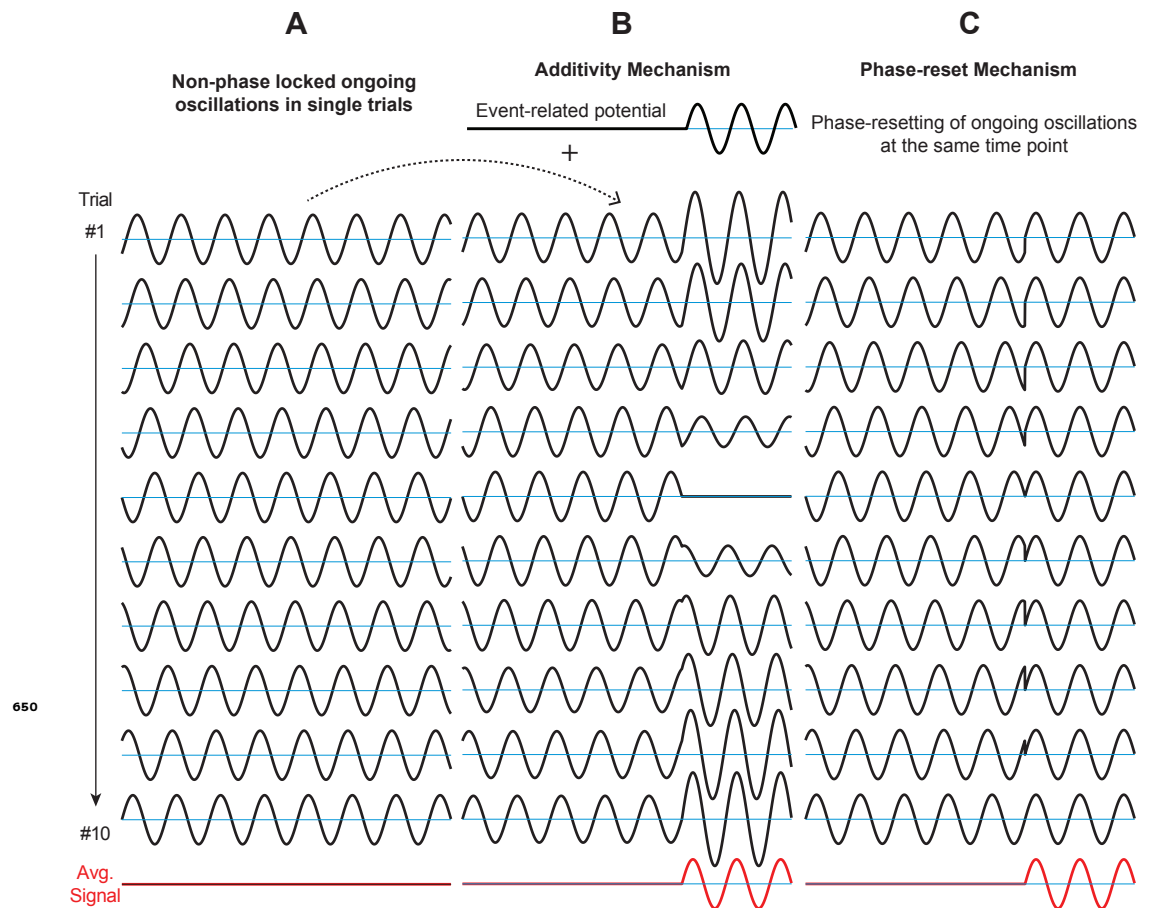 A
B
C
Non-phase locked ongoing
oscillations in single trials
Additivity Mechanism
Phase-reset Mechanism
Event-related potential
+
Phase-resetting of ongoing oscillations
at the same time point
Trial
#1
650
#10
Avg.
Signal